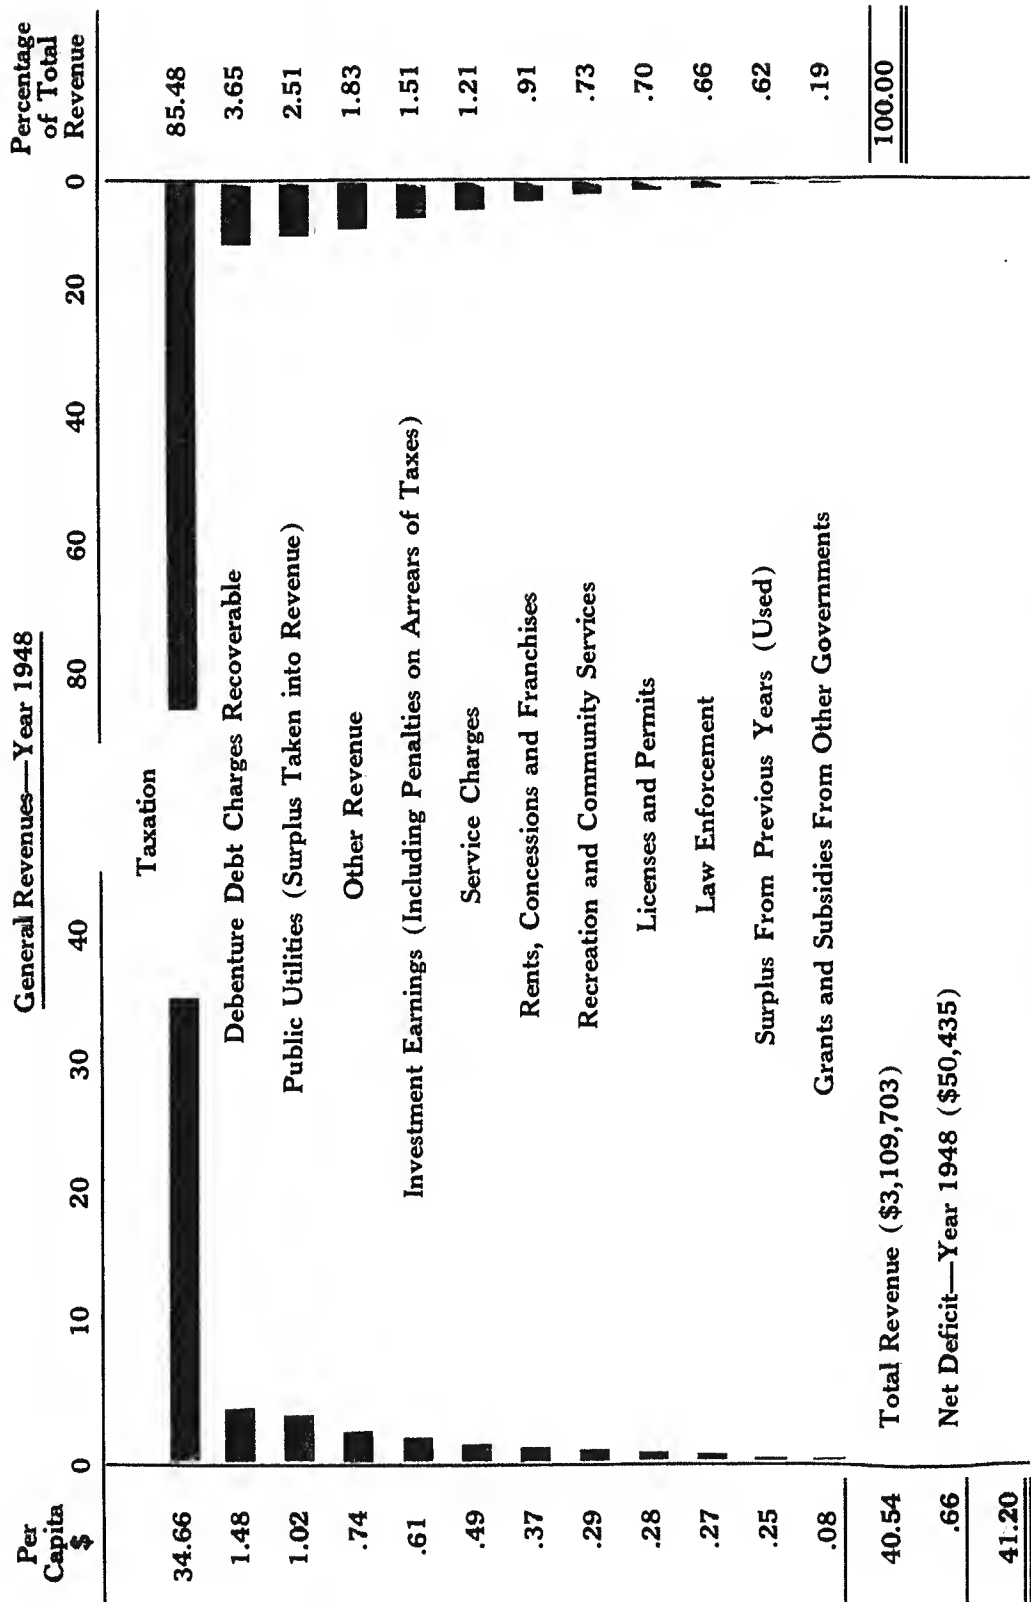 General Revenues—Year 1948
Per Capita $ 0 10 20 30 40 80 60 40 20 0 Percentage of Total Revenue
34.66 Taxation 85.48
1.48 Debenture Debt Charges Recoverable 3.65
1.02 Public Utilities (Surplus Taken into Revenue) 2.51
.74 Other Revenue 1.83
.61 Investment Earnings (Including Penalties on Arrears of Taxes) 1.51
.49 Service Charges 1.21
.37 Rents, Concessions and Franchises .91
.29 Recreation and Community Services .73
.28 Licenses and Permits .70
.27 Law Enforcement .66
.25 Surplus From Previous Years (Used) .62
.08 Grants and Subsidies From Other Governments .19
40.54 Total Revenue ($3,109,703) 100.00
.66 Net Deficit—Year 1948 ($50,435)
41.20